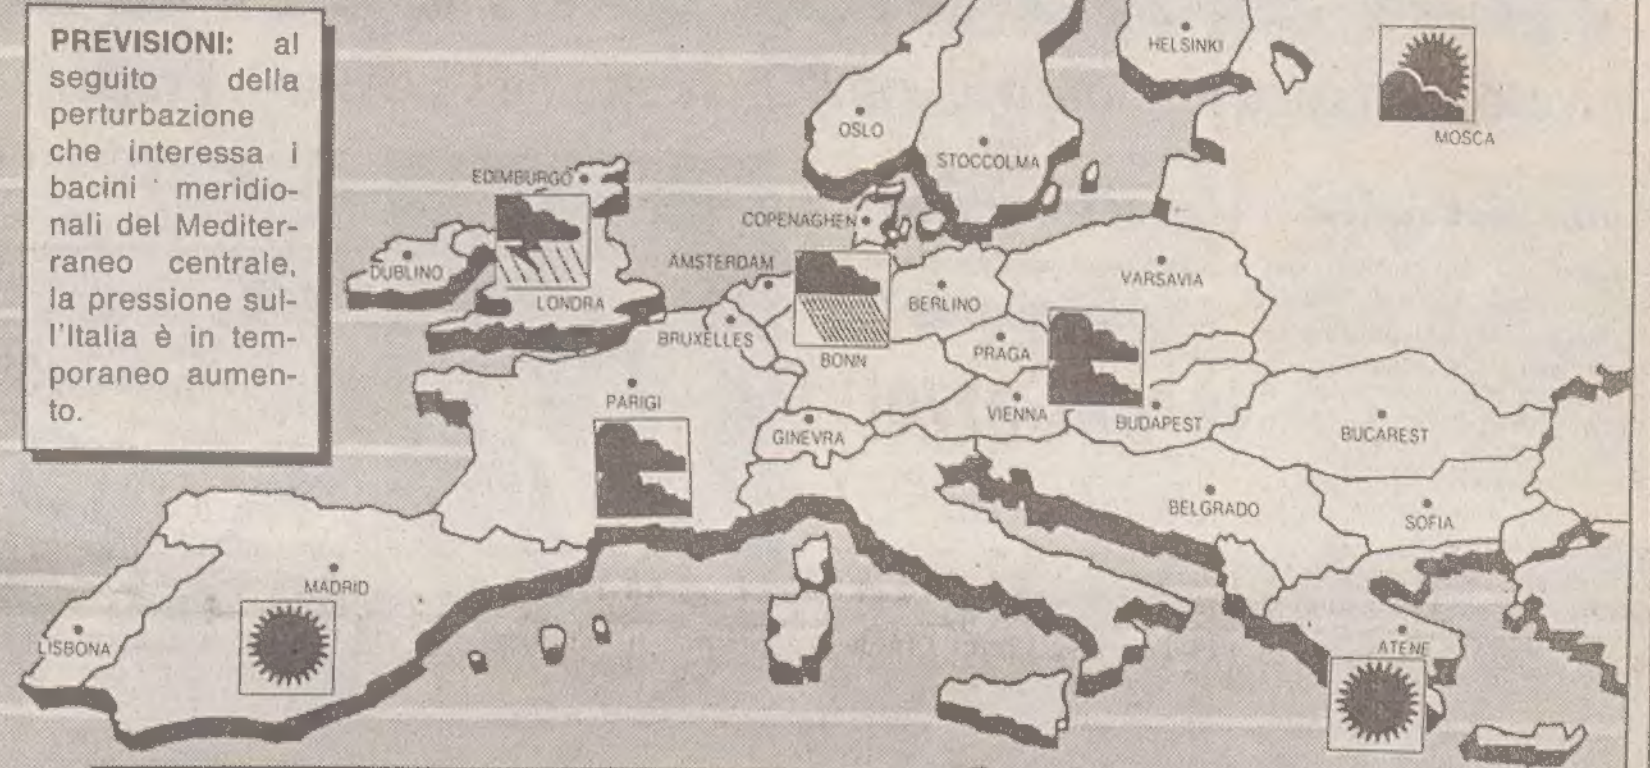 PREVISIONI: al
seguito della
perturbazione
che interessa i
bacini meridio-
nali del Mediter-
raneo centrale,
la pressione sul-
l'Italia è in tem-
poraneo aumen-
to.
HELSINKI
OSLO
MOSCA
STOCCOLMA
EDIMBURGO
COPENAGHEN
DUBLINO
AMSTERDAM
VARSAVIA
LONDRA
BERLINO
BRUXELLES
BONN
PRAGA
PARIGI
VIENNA
BUDAPEST
GINEVRA
BUCAREST
BELGRADO
SOFIA
MADRID
LISBONA
ATENE